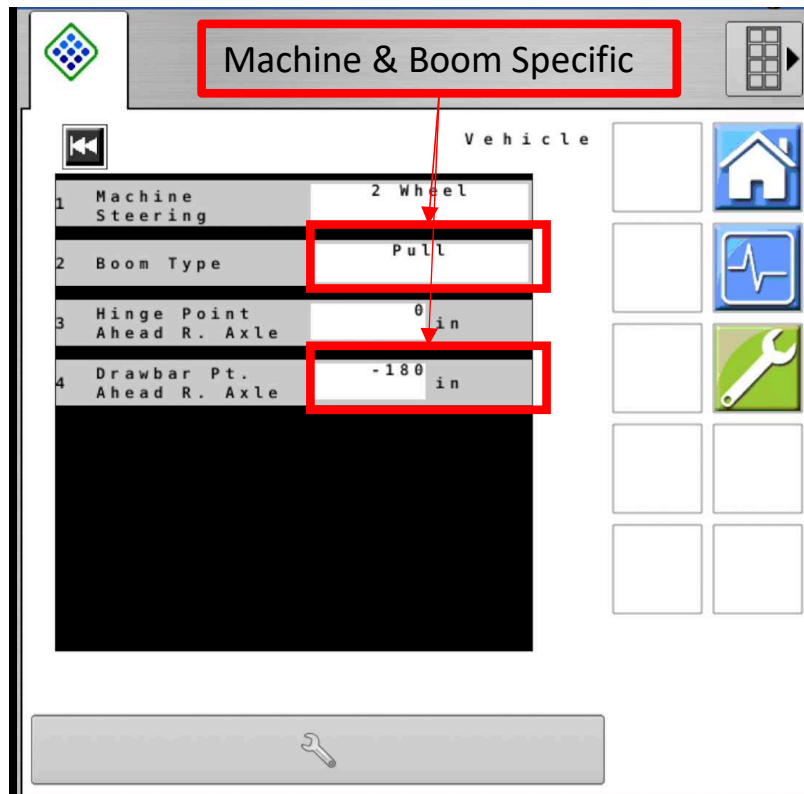 Machine & Boom Specific
Vehicle
1 Machine Steering 2 Wheel
2 Boom Type Pull
3 Hinge Point Ahead R. Axle 0 in
4 Drawbar Pt. Ahead R. Axle -180 in